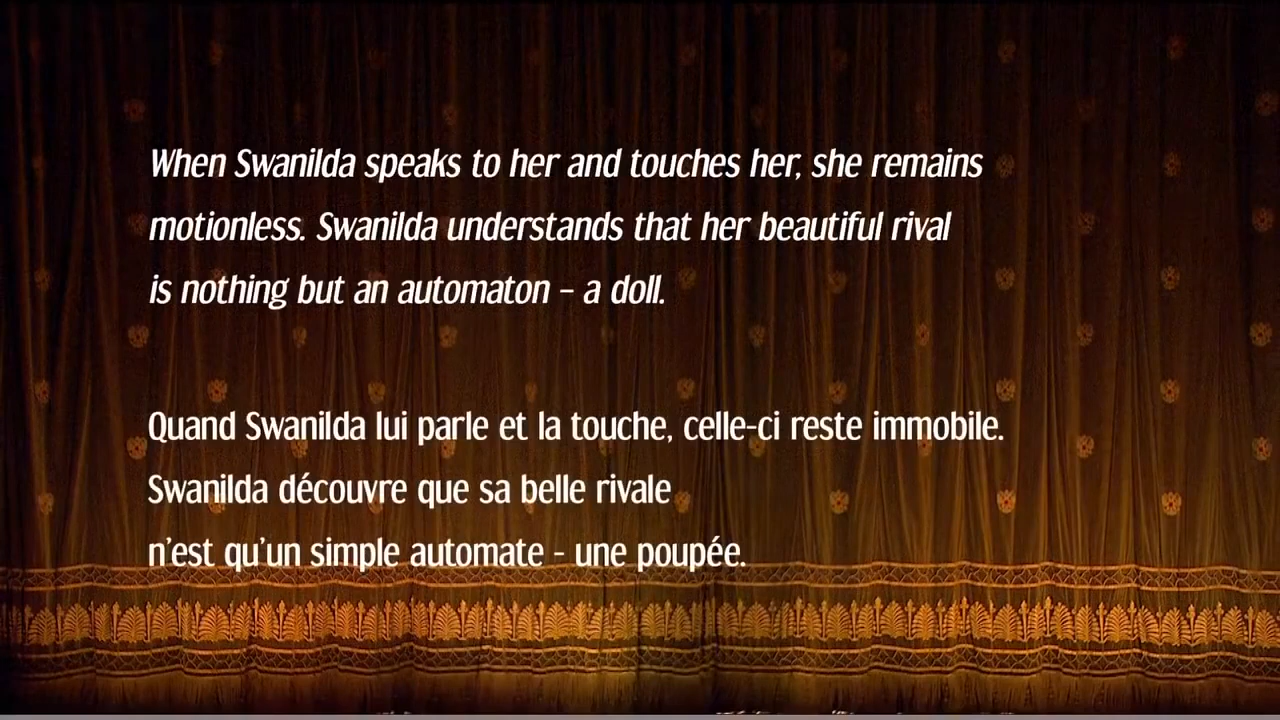 When Swanilda speaks to her and touches her, she remains
motionless. Swanilda understands that her beautiful rival
is nothing but an automaton – a doll.
Quand Swanilda lui parle et la touche, celle-ci reste immobile.
Swanilda découvre que sa belle rivale
n’est qu’un simple automate - une poupée.